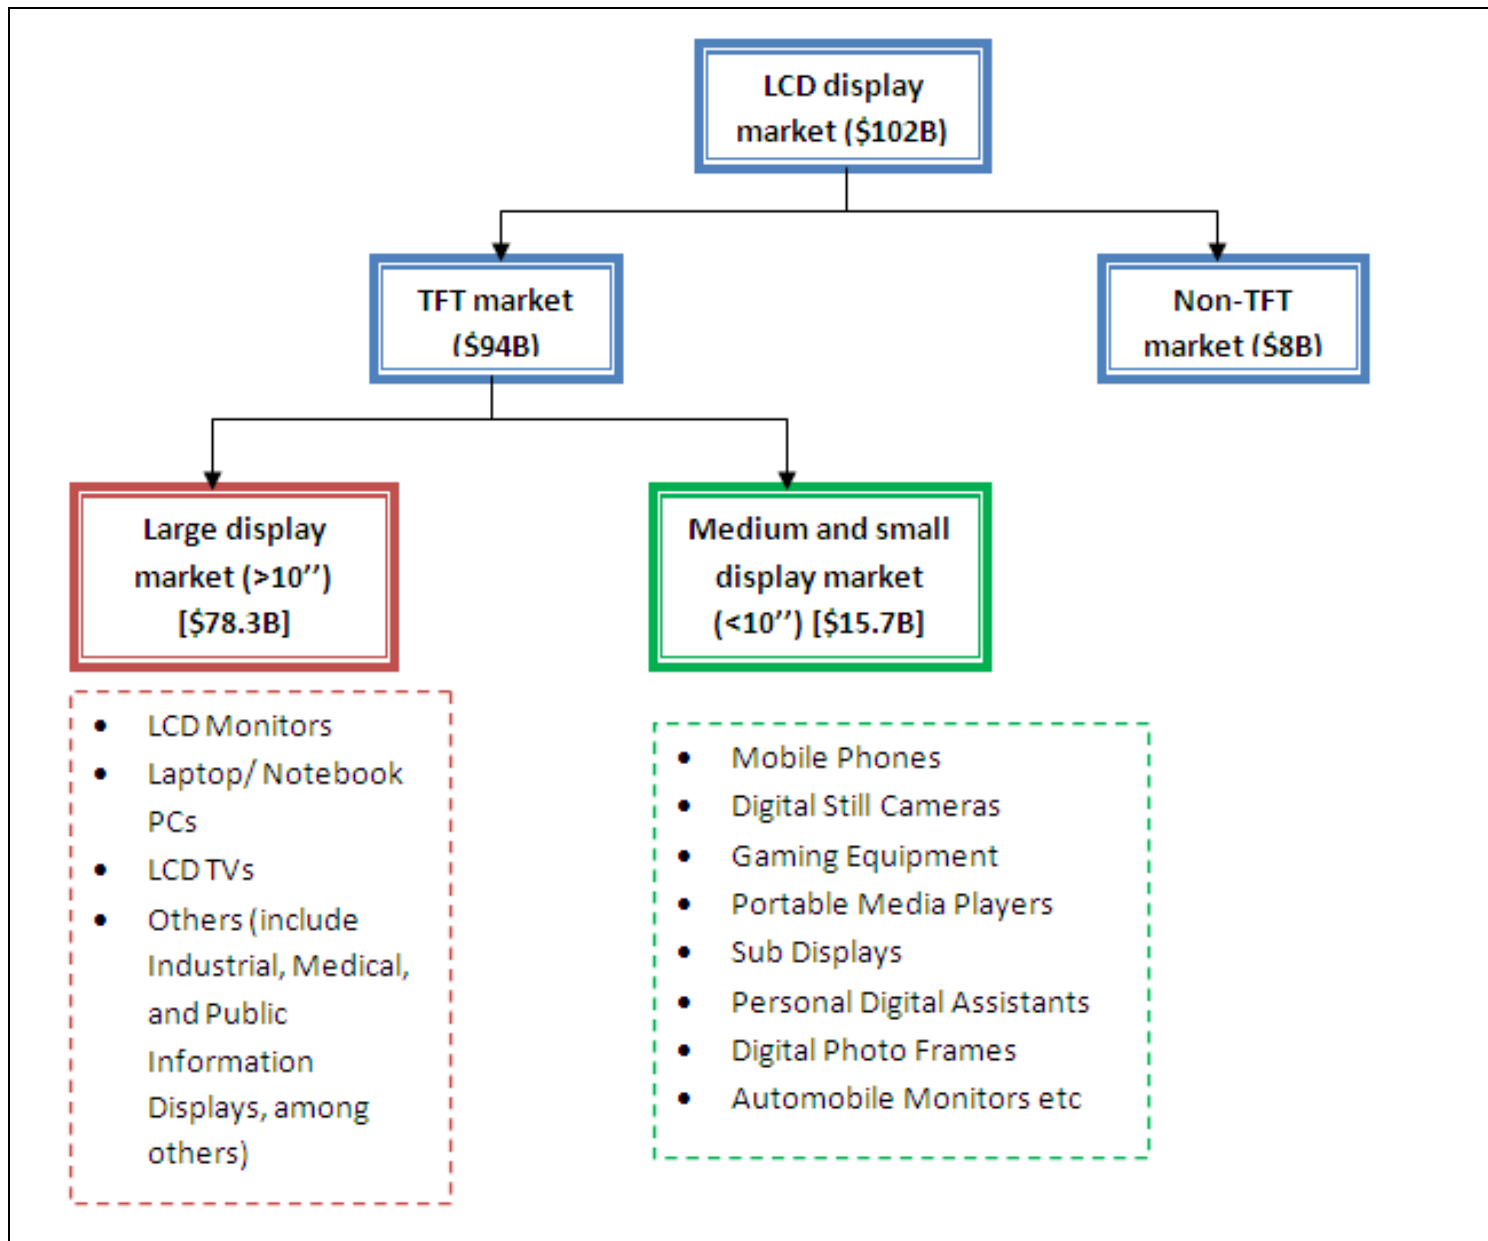 LCD display
market ($102B)
TFT market
($94B)
Non-TFT
market ($8B)
Large display
market (>10’’)
[$78.3B]
Medium and small
display market
(<10’’) [$15.7B]
• LCD Monitors
• Laptop/ Notebook
PCs
• LCD TVs
• Others (include
Industrial, Medical,
and Public
Information
Displays, among
others)
• Mobile Phones
• Digital Still Cameras
• Gaming Equipment
• Portable Media Players
• Sub Displays
• Personal Digital Assistants
• Digital Photo Frames
• Automobile Monitors etc